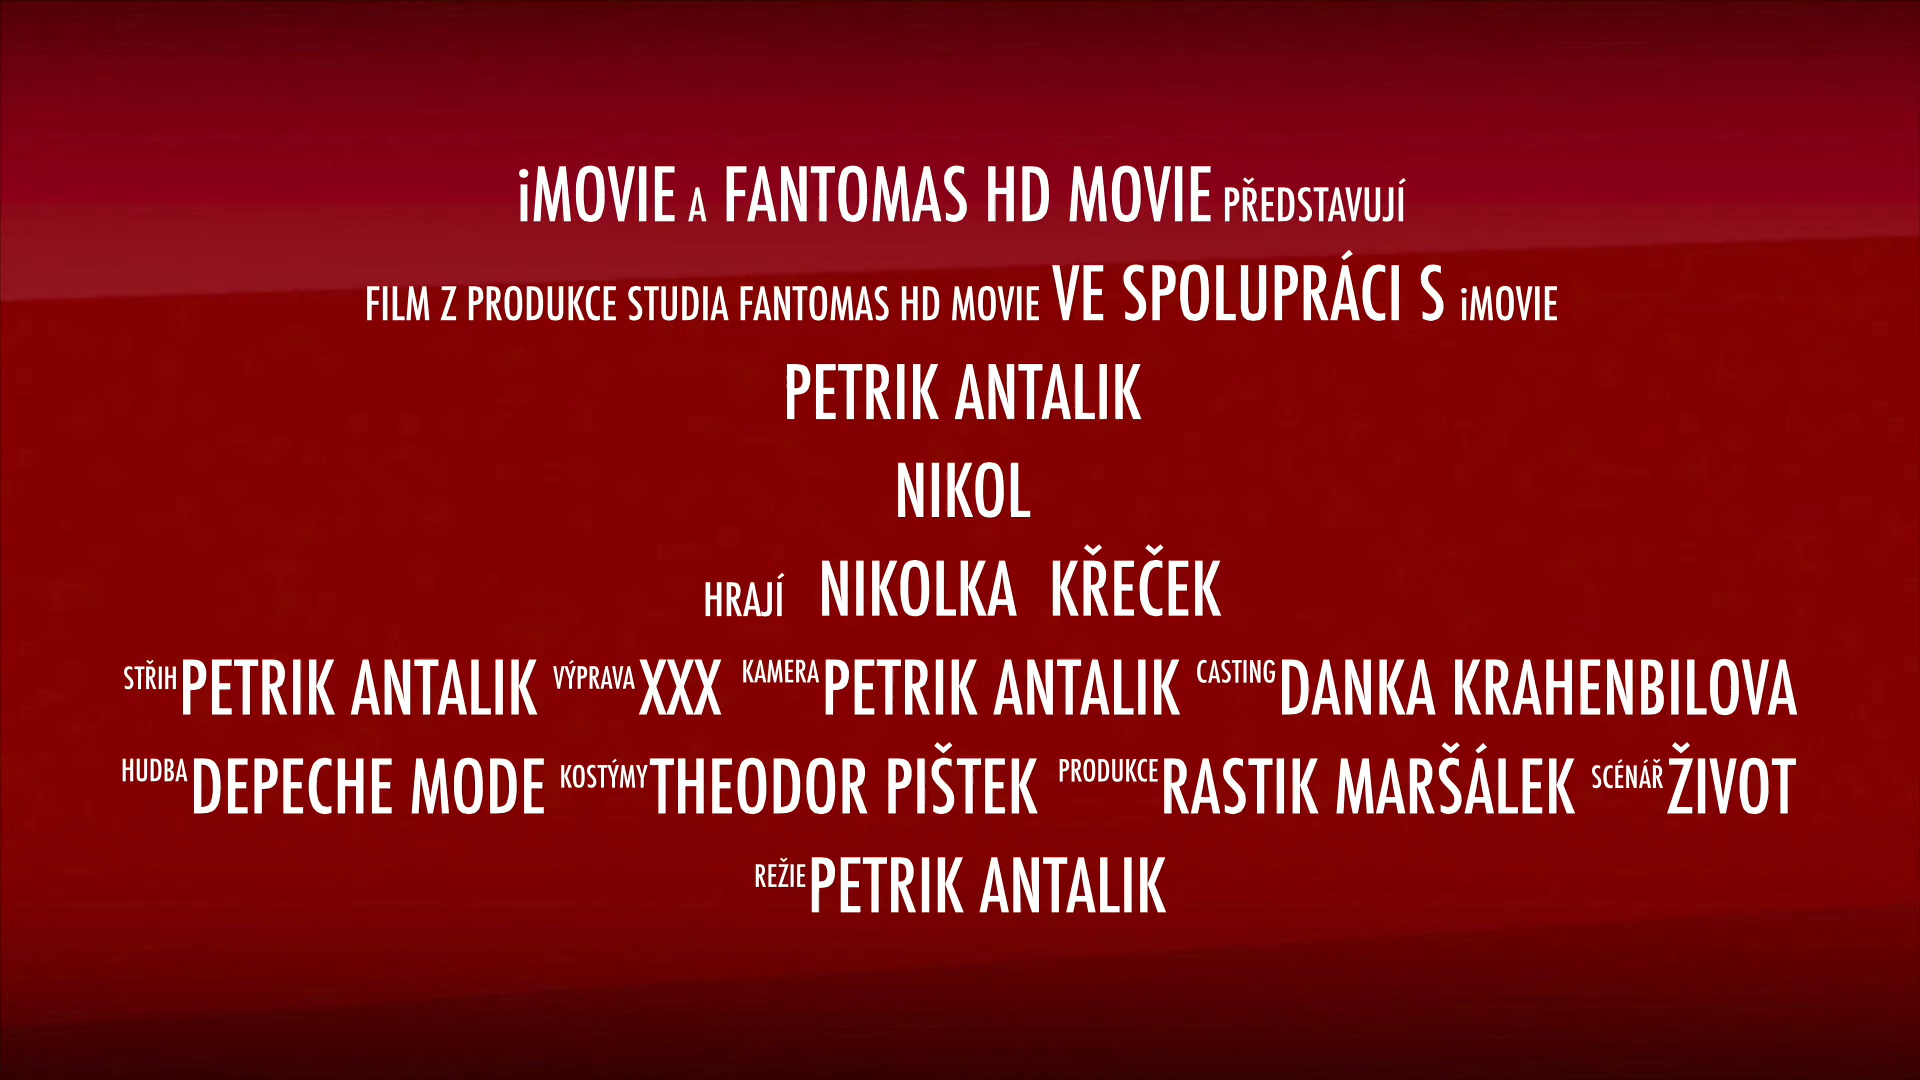 iMOVIE A FANTOMAS HD MOVIE PŘEDSTAVUJÍ
FILM Z PRODUKCE STUDIA FANTOMAS HD MOVIE VE SPOLUPRÁCI S iMOVIE
PETRIK ANTALIK
NIKOL
HRAJÍ NIKOLKA KŘEČEK
STŘIH PETRIK ANTALIK VÝPRAVA XXX KAMERA PETRIK ANTALIK CASTING DANKA KRAHENBILOVA
HUDBA DEPECHE MODE KOSTÝMY THEODOR PIŠTEK PRODUKCE RASTIK MARŠÁLEK SCÉNÁŘ ŽIVOT
REŽIE PETRIK ANTALIK